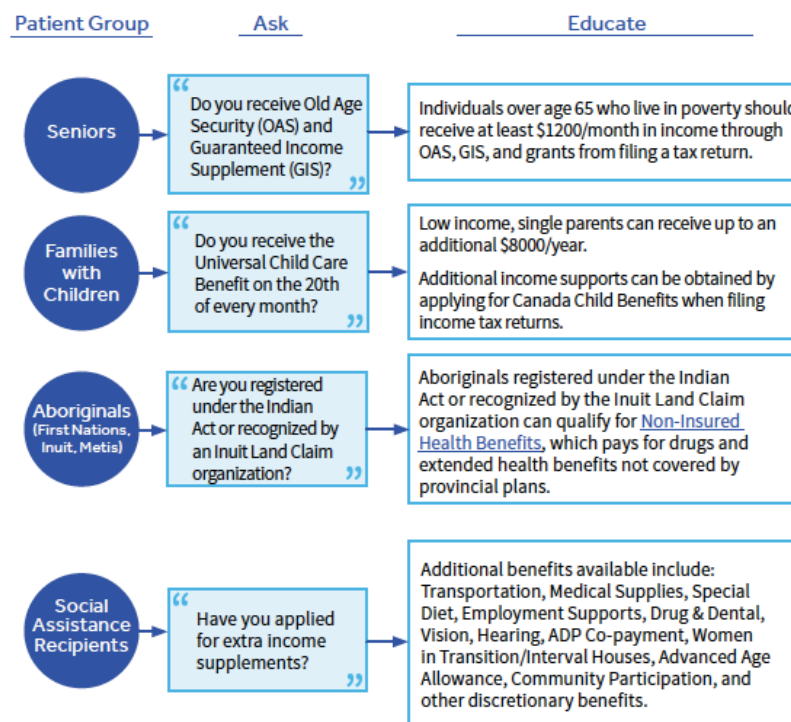 Patient Group
Ask
Educate
Seniors
“
Do you receive Old Age
Security (OAS) and
Guaranteed Income
Supplement (GIS)?
”
Individuals over age 65 who live in poverty should
receive at least $1200/month in income through
OAS, GIS, and grants from filing a tax return.
Families
with
Children
“
Do you receive the
Universal Child Care
Benefit on the 20th
of every month?
”
Low income, single parents can receive up to an
additional $8000/year.
Additional income supports can be obtained by
applying for Canada Child Benefits when filing
income tax returns.
Aboriginals
(First Nations,
Inuit, Metis)
“ Are you registered
under the Indian
Act or recognized by
an Inuit Land Claim
organization?
”
Aboriginals registered under the Indian
Act or recognized by the Inuit Land Claim
organization can qualify for Non-Insured
Health Benefits, which pays for drugs and
extended health benefits not covered by
provincial plans.
Social
Assistance
Recipients
“
Have you applied
for extra income
supplements?
”
Additional benefits available include:
Transportation, Medical Supplies, Special
Diet, Employment Supports, Drug & Dental,
Vision, Hearing, ADP Co-payment, Women
in Transition/Interval Houses, Advanced Age
Allowance, Community Participation, and
other discretionary benefits.